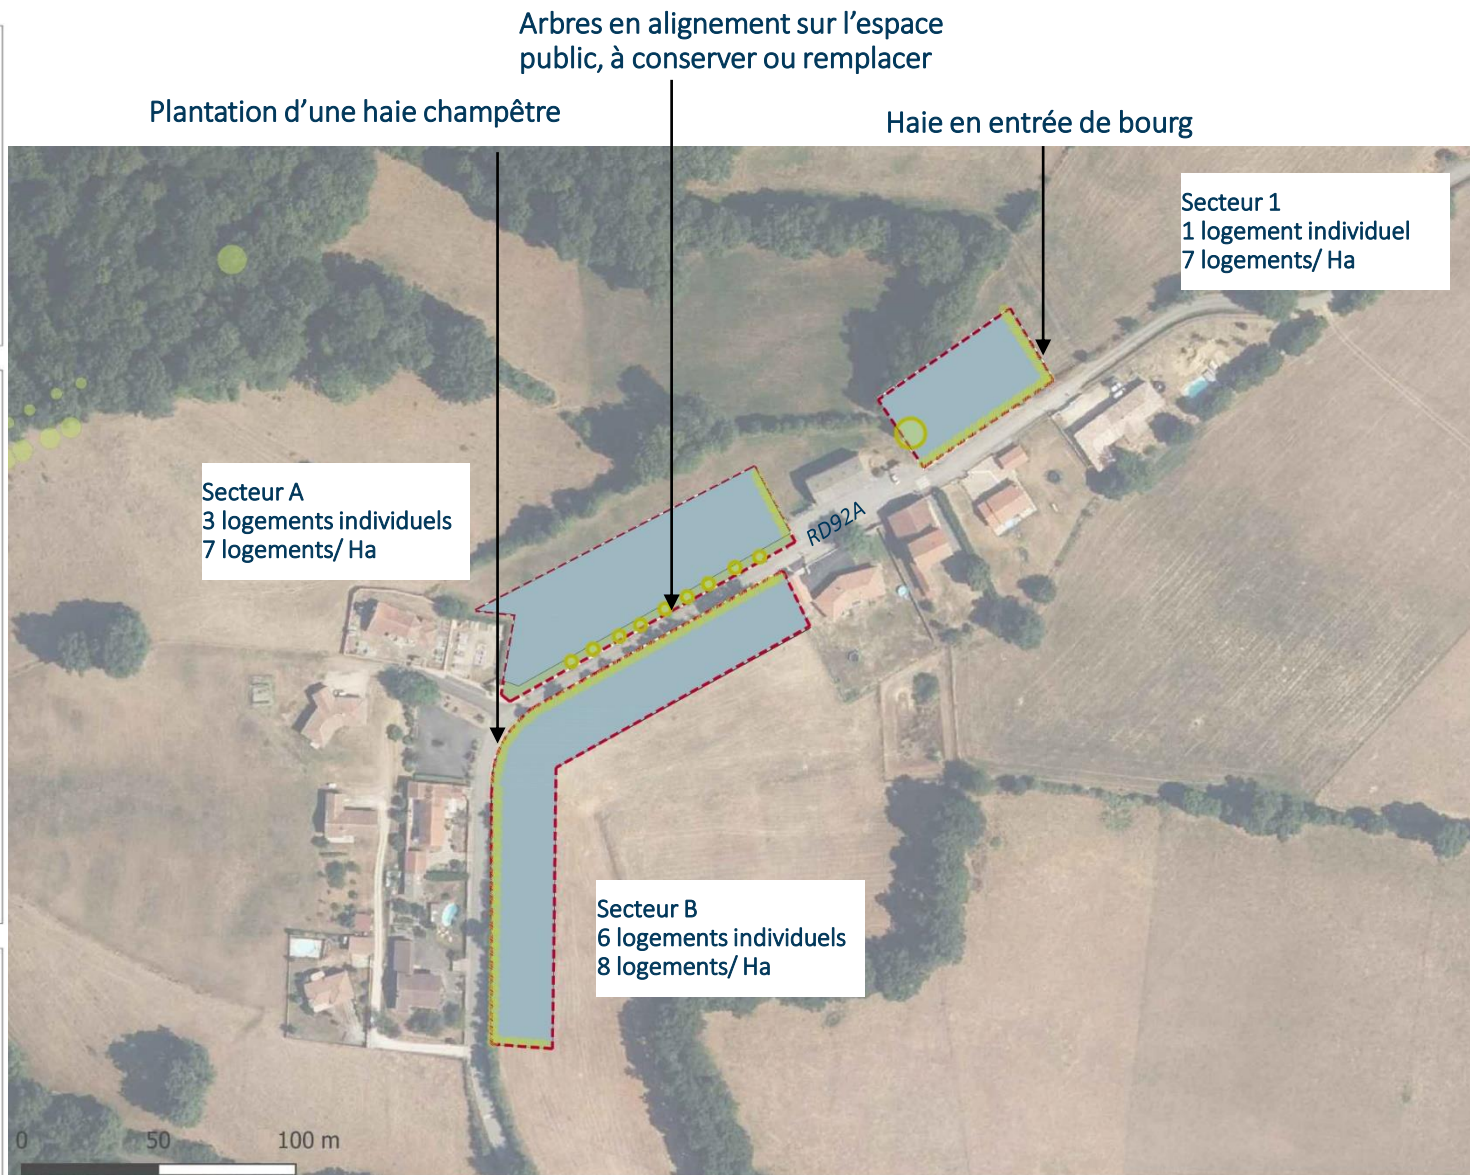 Arbres en alignement sur l’espace
public, à conserver ou remplacer
Plantation d’une haie champêtre
Haie en entrée de bourg
Secteur 1
1 logement individuel
7 logements/ Ha
Secteur A
3 logements individuels
7 logements/ Ha
RD92A
Secteur B
6 logements individuels
8 logements/ Ha
0 50 100 m